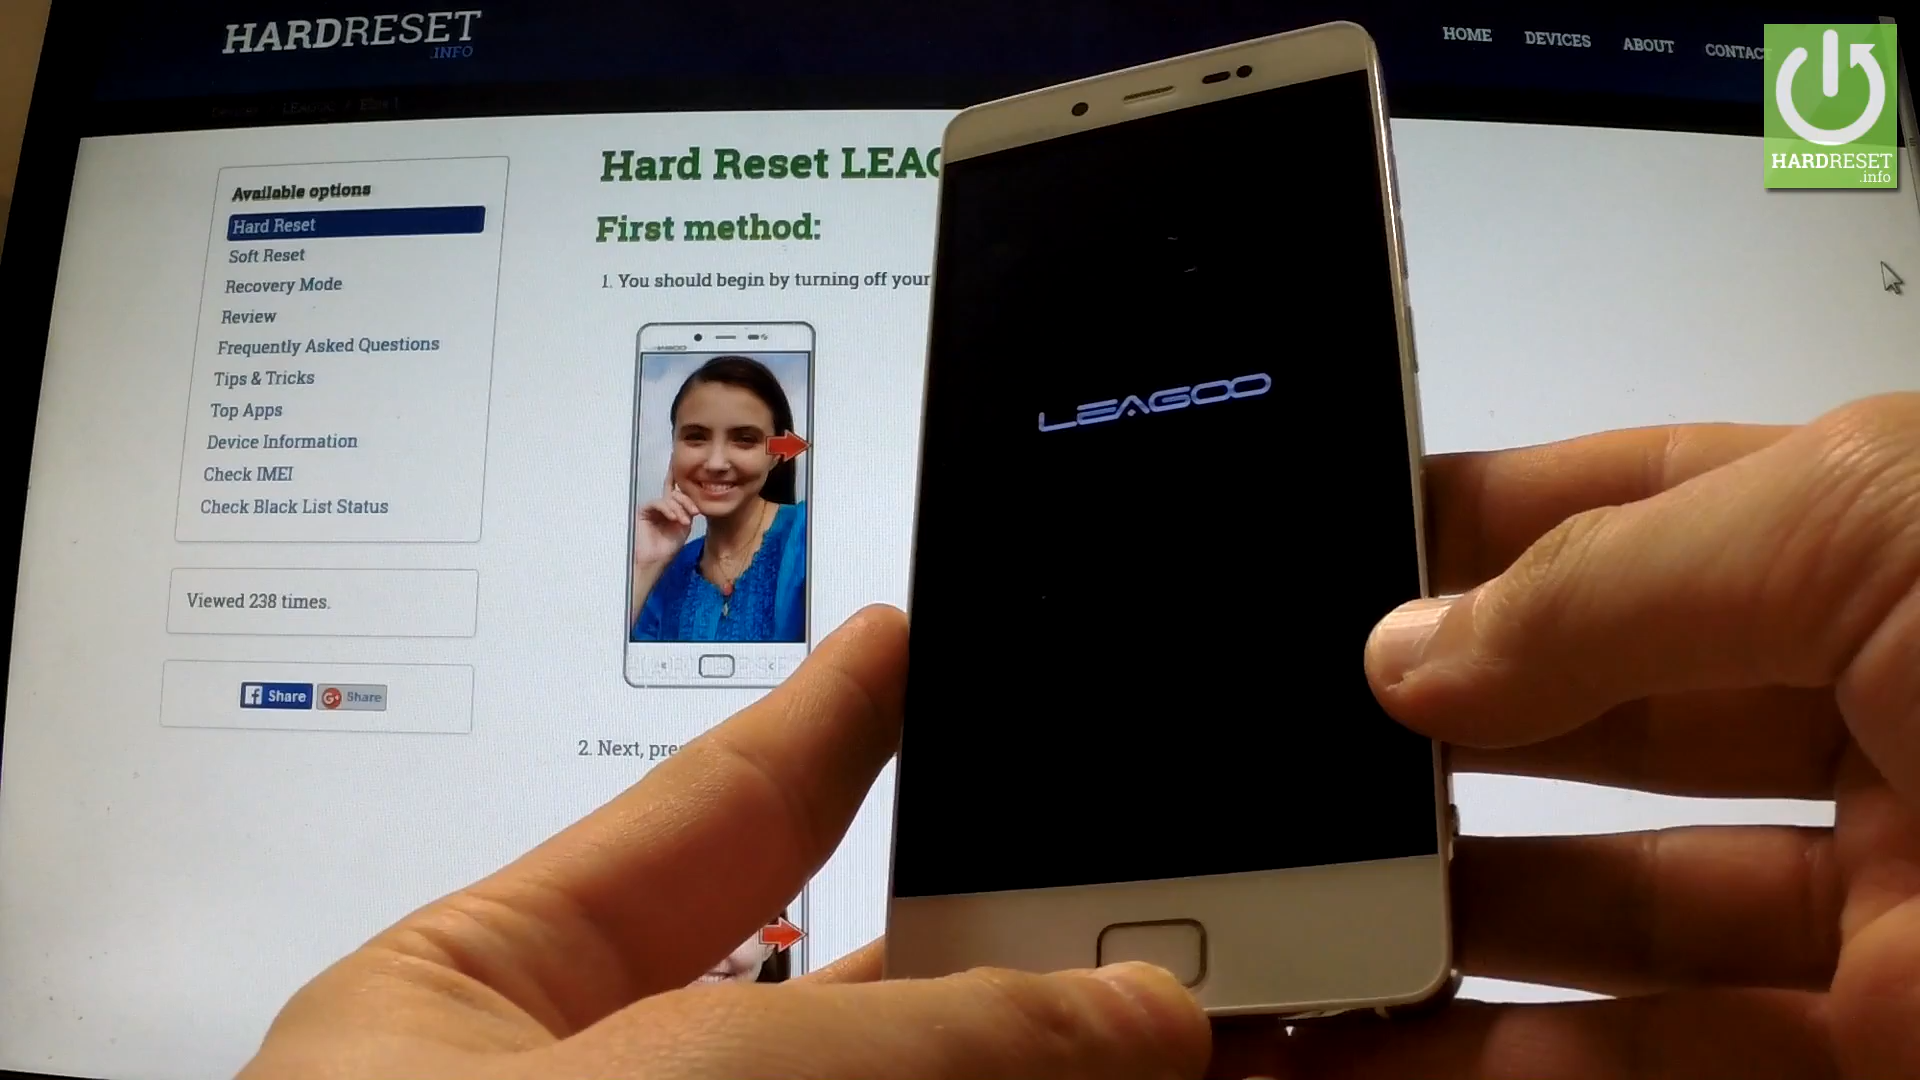 HARDRESET
.INFO
HOME DEVICES ABOUT CONTACT
HARDRESET
.info
LEAGOO
Available options
Hard Reset
Soft Reset
Recovery Mode
Review
Frequently Asked Questions
Tips & Tricks
Top Apps
Device Information
Check IMEI
Check Black List Status
Viewed 238 times.
Share Share
Hard Reset LEAG
First method:
1. You should begin by turning off your
2. Next, pres
LEAGOO